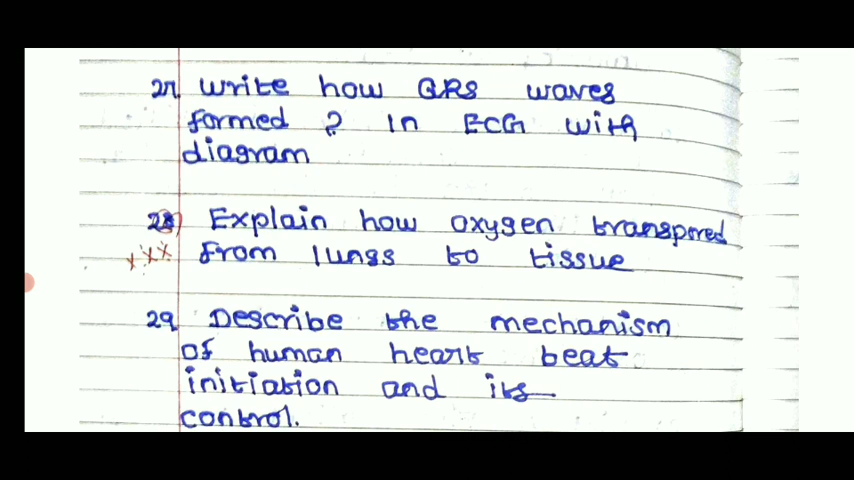 27 Write how QRS waves
formed ? In ECG with
diagram
28) Explain how oxygen transpored
xxx from lungs to tissue
29 Describe the mechanism
of human heart beat
initiation and its
control.